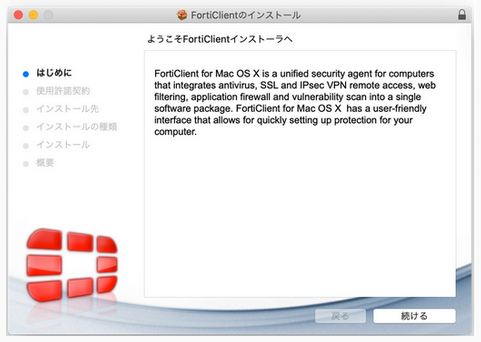 FortiClientのインストール
ようこそFortiClientインストーラへ
はじめに
使用許諾契約
インストール先
インストールの種類
インストール
概要
FortiClient for Mac OS X is a unified security agent for computers
that integrates antivirus, SSL and IPsec VPN remote access, web
filtering, application firewall and vulnerability scan into a single
software package. FortiClient for Mac OS X  has a user-friendly
interface that allows for quickly setting up protection for your
computer.
戻る
続ける